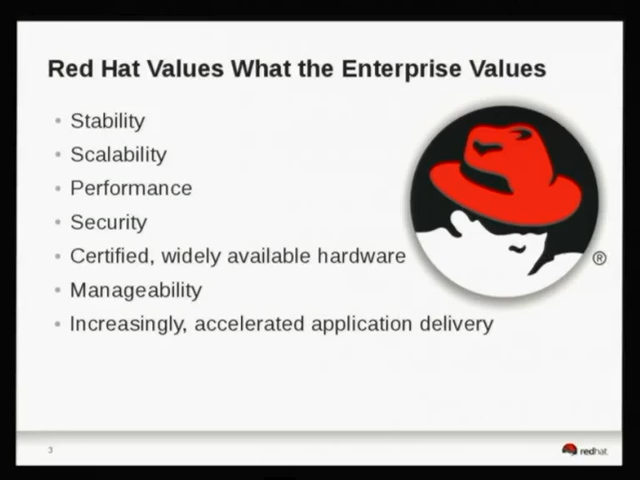 Red Hat Values What the Enterprise Values
• Stability
• Scalability
• Performance
• Security
• Certified, widely available hardware
®
• Manageability
• Increasingly, accelerated application delivery
3
redhat.